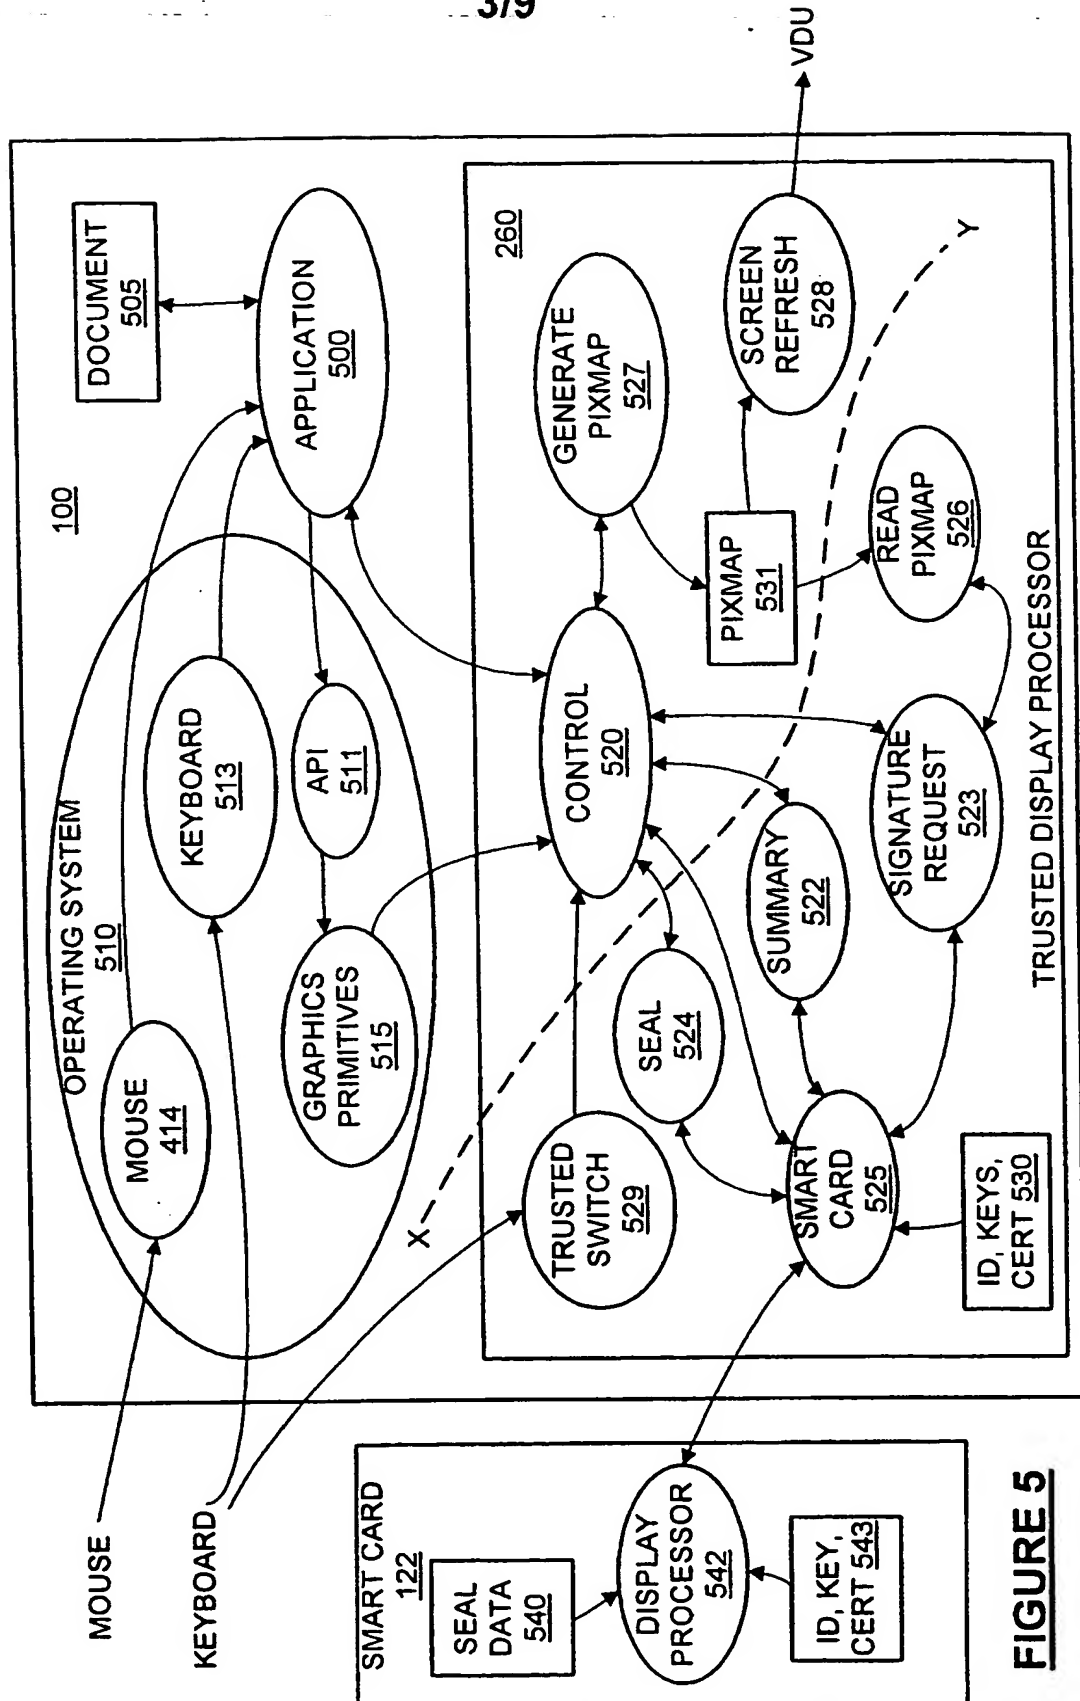 3/9
MOUSE
KEYBOARD
100
OPERATING SYSTEM
510
MOUSE
414
KEYBOARD
513
API
511
GRAPHICS
PRIMITIVES
515
DOCUMENT
505
APPLICATION
500
X
260
TRUSTED
SWITCH
529
CONTROL
520
GENERATE
PIXMAP
527
SEAL
524
PIXMAP
531
SCREEN
REFRESH
528
VDU
SUMMARY
522
SMART
CARD
525
SIGNATURE
REQUEST
523
READ
PIXMAP
526
Y
ID, KEYS,
CERT 530
TRUSTED DISPLAY PROCESSOR
SMART CARD
122
SEAL
DATA
540
DISPLAY
PROCESSOR
542
ID, KEY,
CERT 543
FIGURE 5